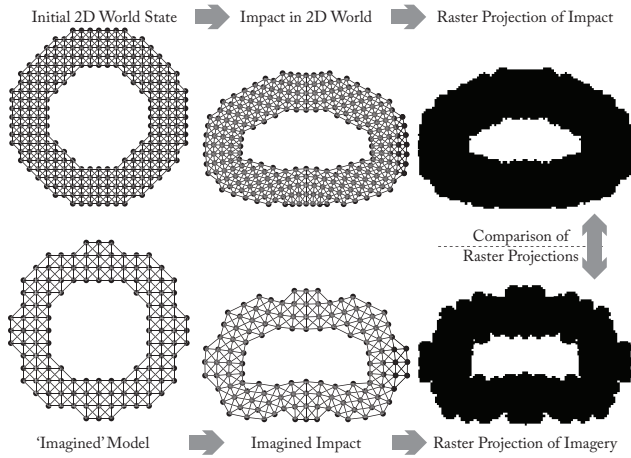 Initial 2D World State
Impact in 2D World
Raster Projection of Impact
Comparison of
Raster Projections
‘Imagined’ Model
Imagined Impact
Raster Projection of Imagery